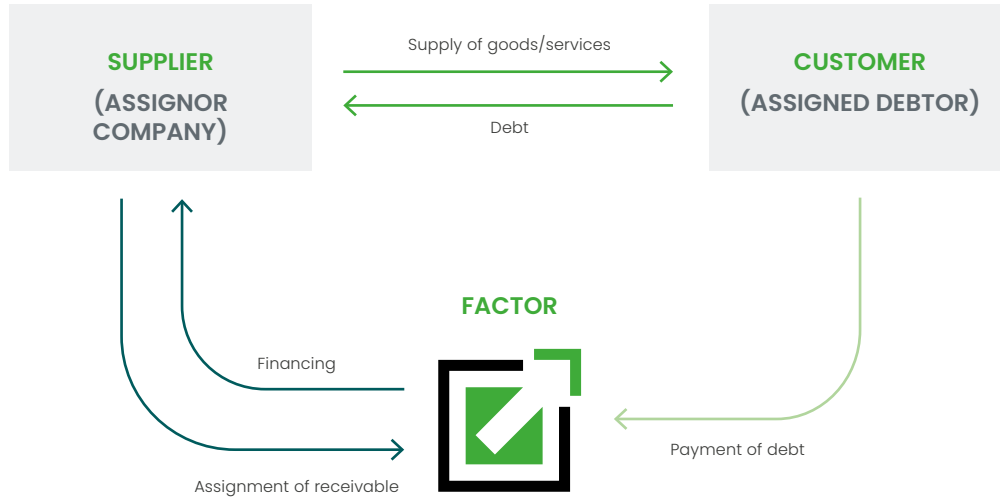 SUPPLIER
(ASSIGNOR
COMPANY)
Supply of goods/services
Debt
CUSTOMER
(ASSIGNED DEBTOR)
FACTOR
Financing
Assignment of receivable
Payment of debt